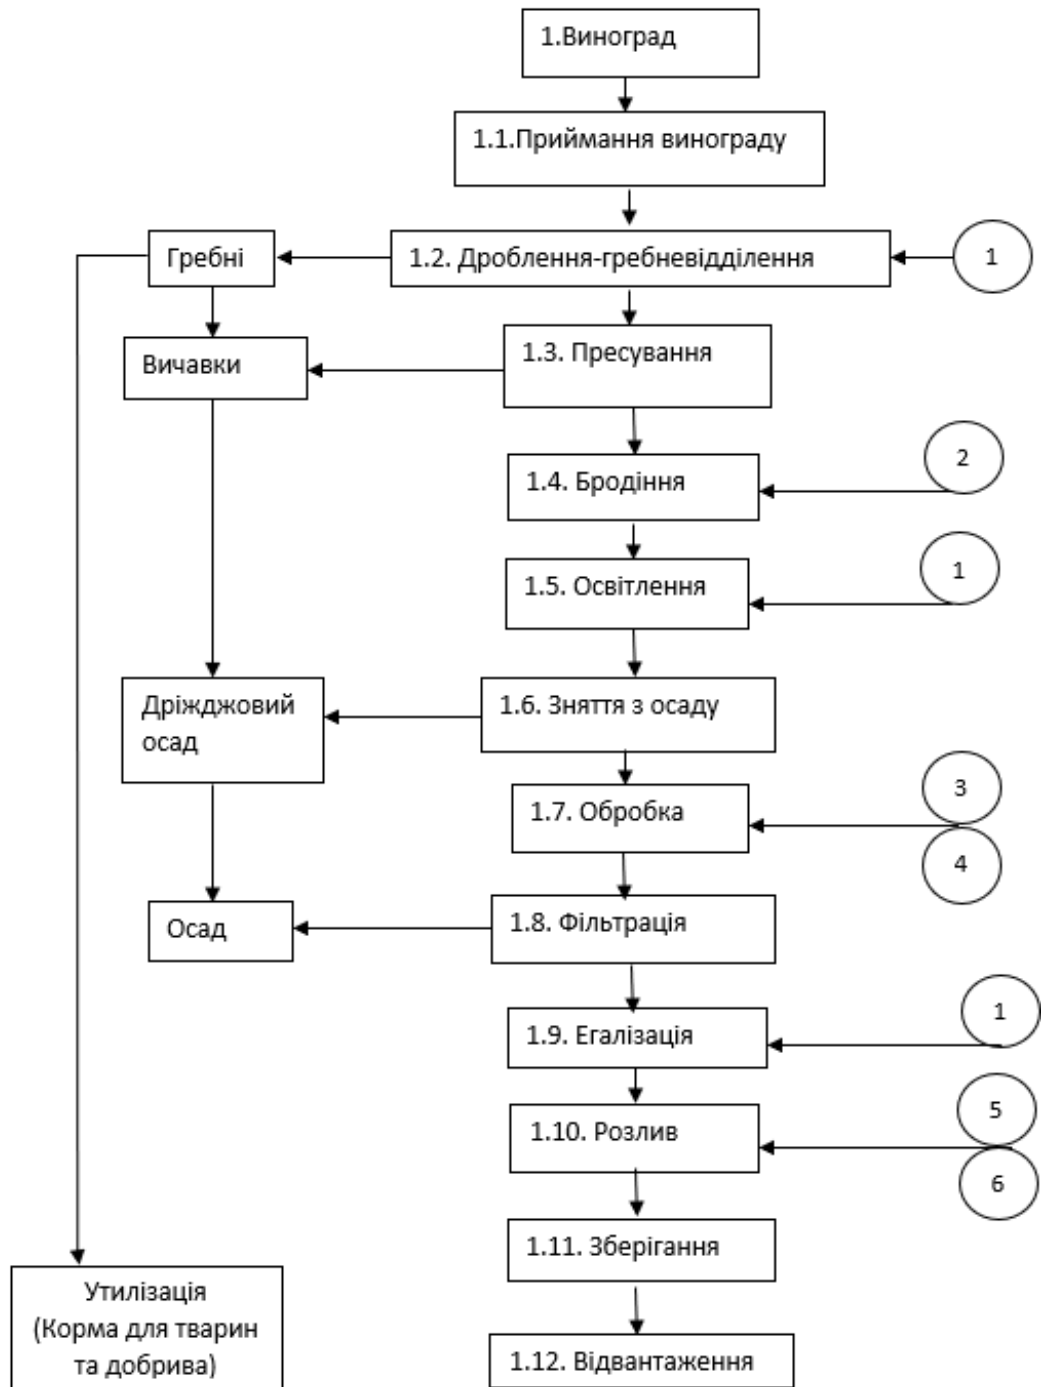 1.Виноград
1.1.Приймання винограду
Гребні
1.2. Дроблення-гребневідділення
1
Вичавки
1.3. Пресування
2
1.4. Бродіння
1
1.5. Освітлення
Дріжджовий
осад
1.6. Зняття з осаду
3
1.7. Обробка
4
Осад
1.8. Фільтрація
1
1.9. Егалізація
5
1.10. Розлив
6
1.11. Зберігання
Утилізація
(Корма для тварин
та добрива)
1.12. Відвантаження